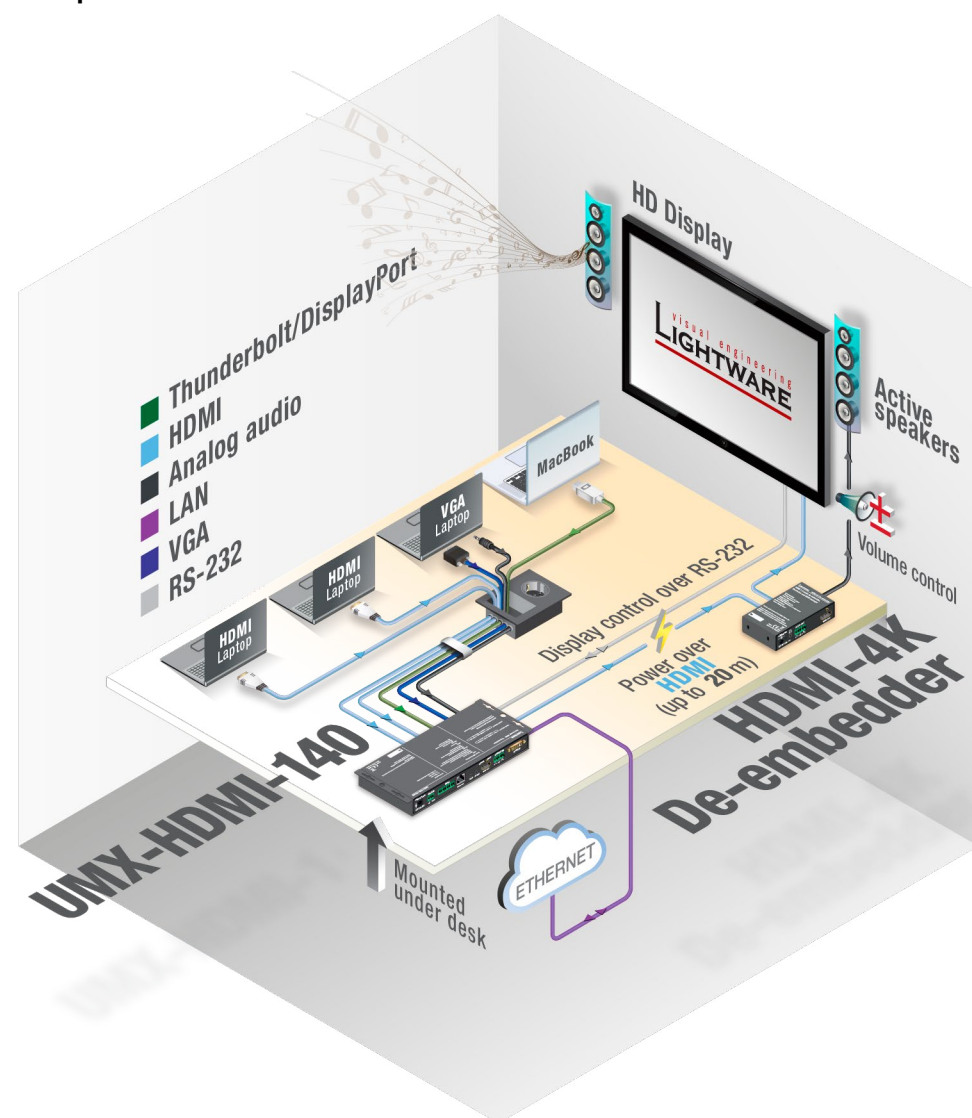 HD Display
visual engineering
LIGHTWARE
Active
speakers
Volume control
Thunderbolt/DisplayPort
HDMI
Analog audio
LAN
VGA
RS-232
MacBook
VGA
Laptop
HDMI
Laptop
HDMI
Laptop
Display control over RS-232
Power over
HDMI
(up to 20 m)
HDMI-4K
De-embedder
UMX-HDMI-140
Mounted
under desk
ETHERNET